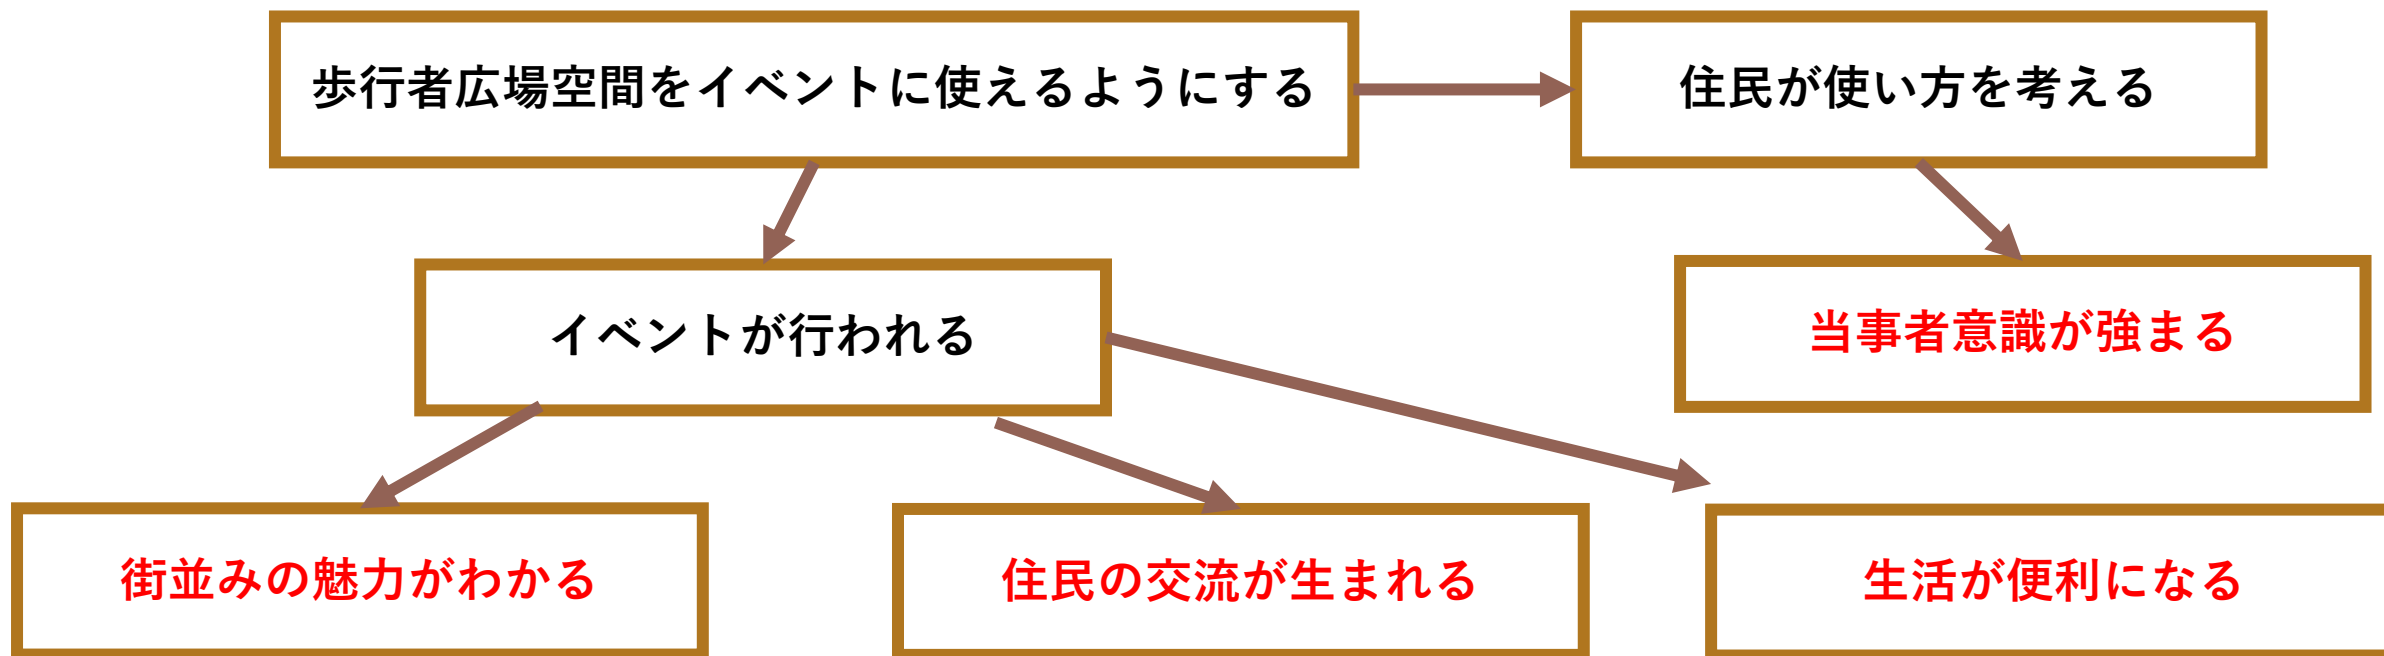 歩行者広場空間をイベントに使えるようにする
住民が使い方を考える
イベントが行われる
当事者意識が強まる
街並みの魅力がわかる
住民の交流が生まれる
生活が便利になる